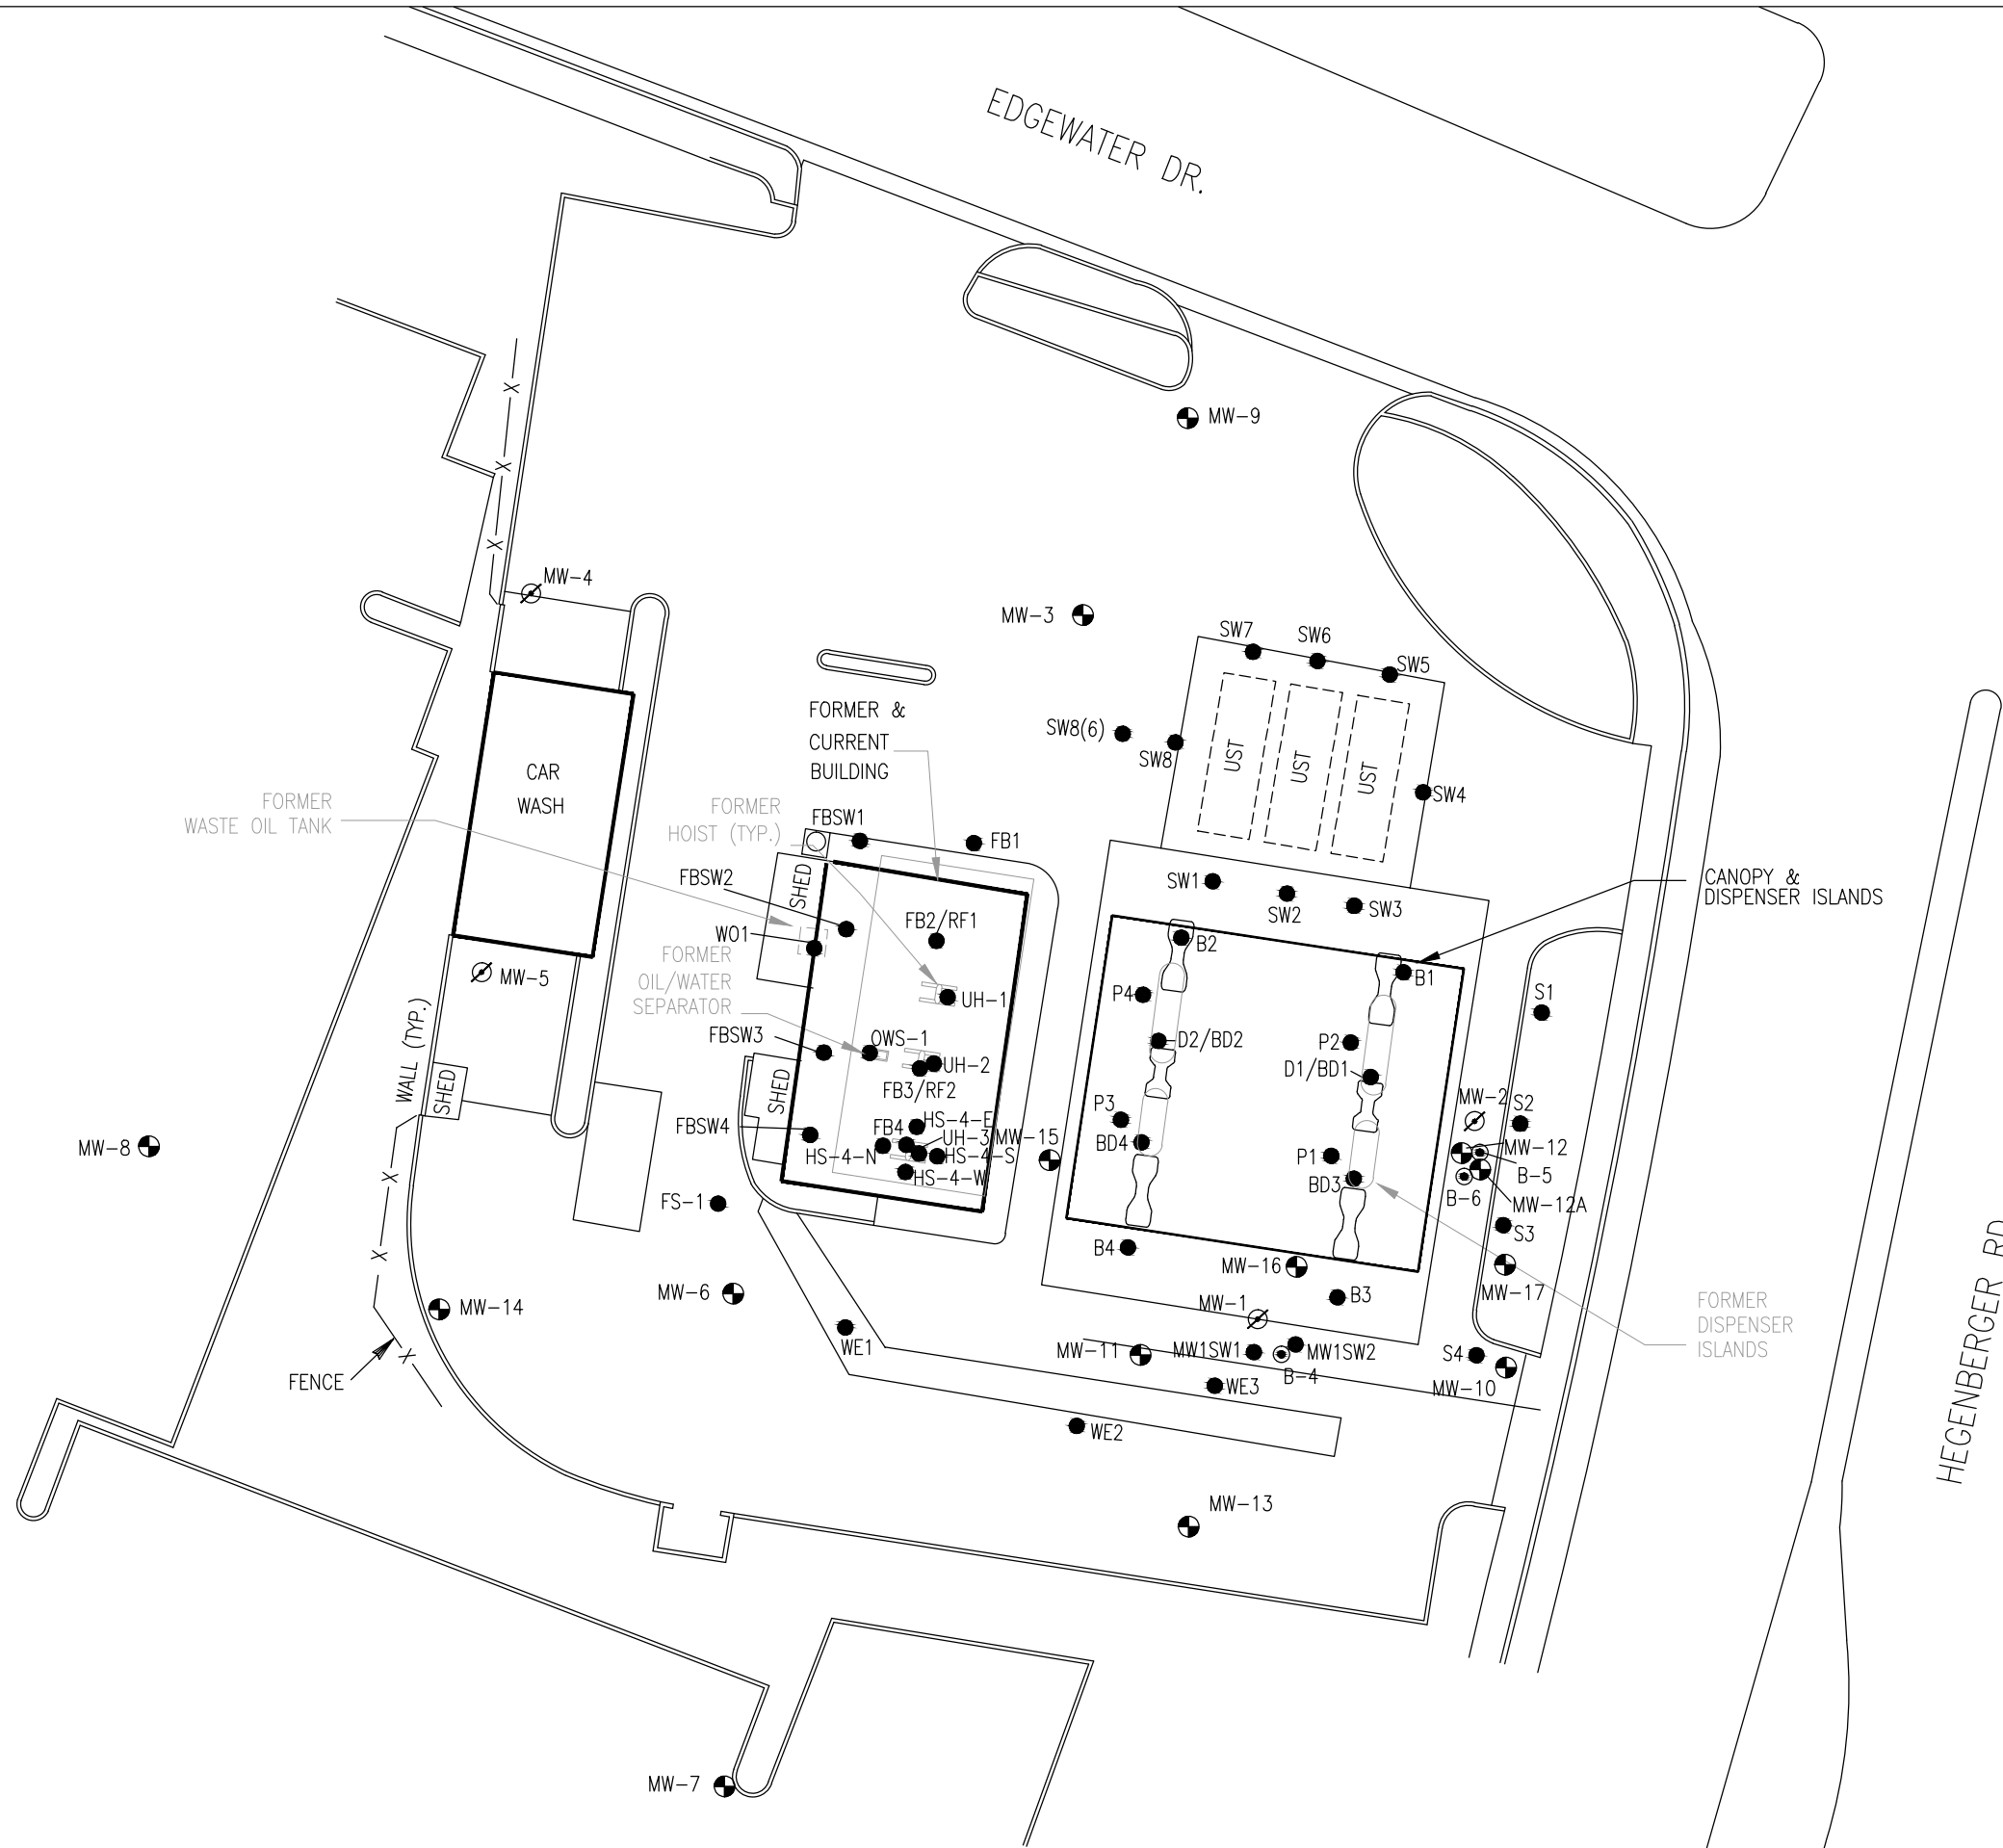 EDGEWATER DR.
MW-9
MW-4
MW-3
SW7
SW6
SW5
FORMER &
CURRENT
BUILDING
SW8(6)
SW8
UST
UST
UST
SW4
CAR
WASH
FORMER
WASTE OIL TANK
FORMER
HOIST (TYP.)
FBSW1
FB1
SHED
FBSW2
SW1
SW2
SW3
CANOPY &
DISPENSER ISLANDS
FB2/RF1
WO1
FORMER
OIL/WATER
SEPARATOR
B2
B1
MW-5
UH-1
P4
S1
WALL (TYP.)
FBSW3
OWS-1
D2/BD2
P2
UH-2
D1/BD1
FB3/RF2
SHED
SHED
MW-2
S2
P3
HS-4-E
FB4
FBSW4
UH-3
MW-15
BD4
MW-8
HS-4-N
HS-4-S
HS-4-W
P1
MW-12
B-5
BD3
B-6
MW-12A
FS-1
S3
B4
MW-16
MW-6
MW-17
MW-14
MW-1
B3
FORMER
DISPENSER
ISLANDS
HEGENBERGER RD
WE1
MW-11
MW1SW1
MW1SW2
S4
B-4
MW-10
FENCE
WE3
WE2
MW-13
MW-7
X
X
X
X
X
X